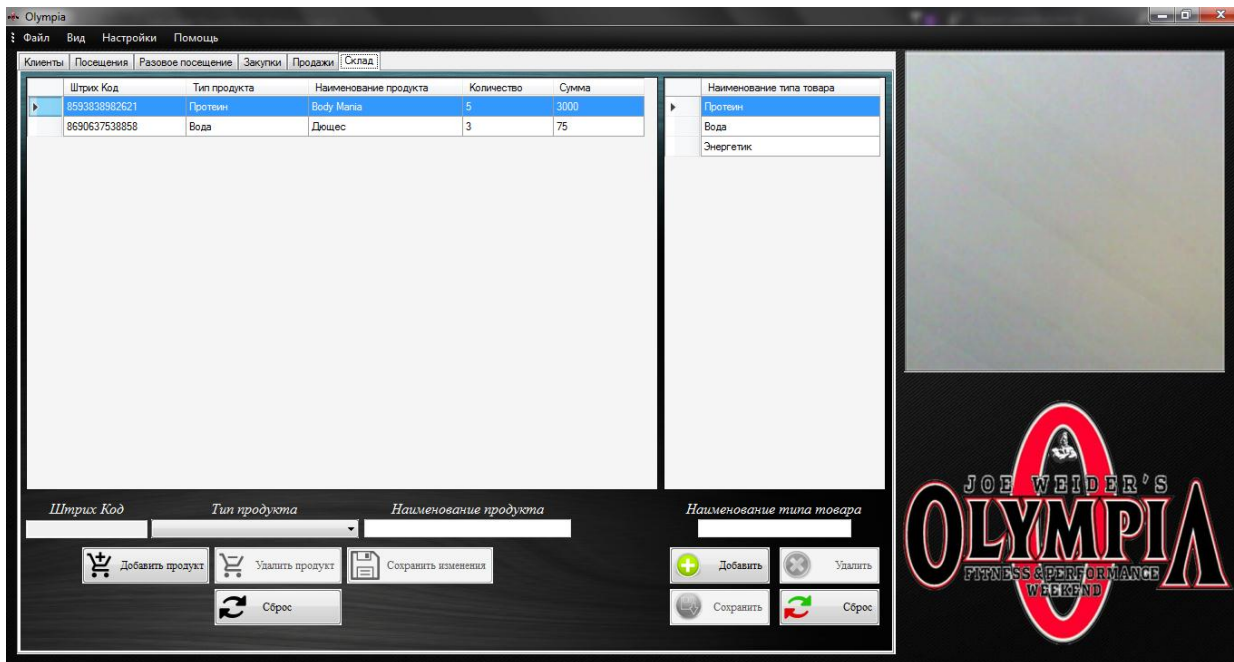 Olympia
Файл Вид Настройки Помощь
Клиенты Посещения Разовое посещение Закупки Продажи Склад
Штрих Код Тип продукта Наименование продукта Количество Сумма
8593838982621 Протеин Body Mania 5 3000
8690637538858 Вода Дющес 3 75
Наименование типа товара
Протеин
Вода
Энергетик
Штрих Код Тип продукта Наименование продукта
Добавить продукт Удалить продукт Сохранить изменения
Сброс
Наименование типа товара
Добавить Удалить
Сохранить Сброс
JOE WEIDER'S
OLYMPIA
FITNESS & PERFORMANCE
WEEKEND